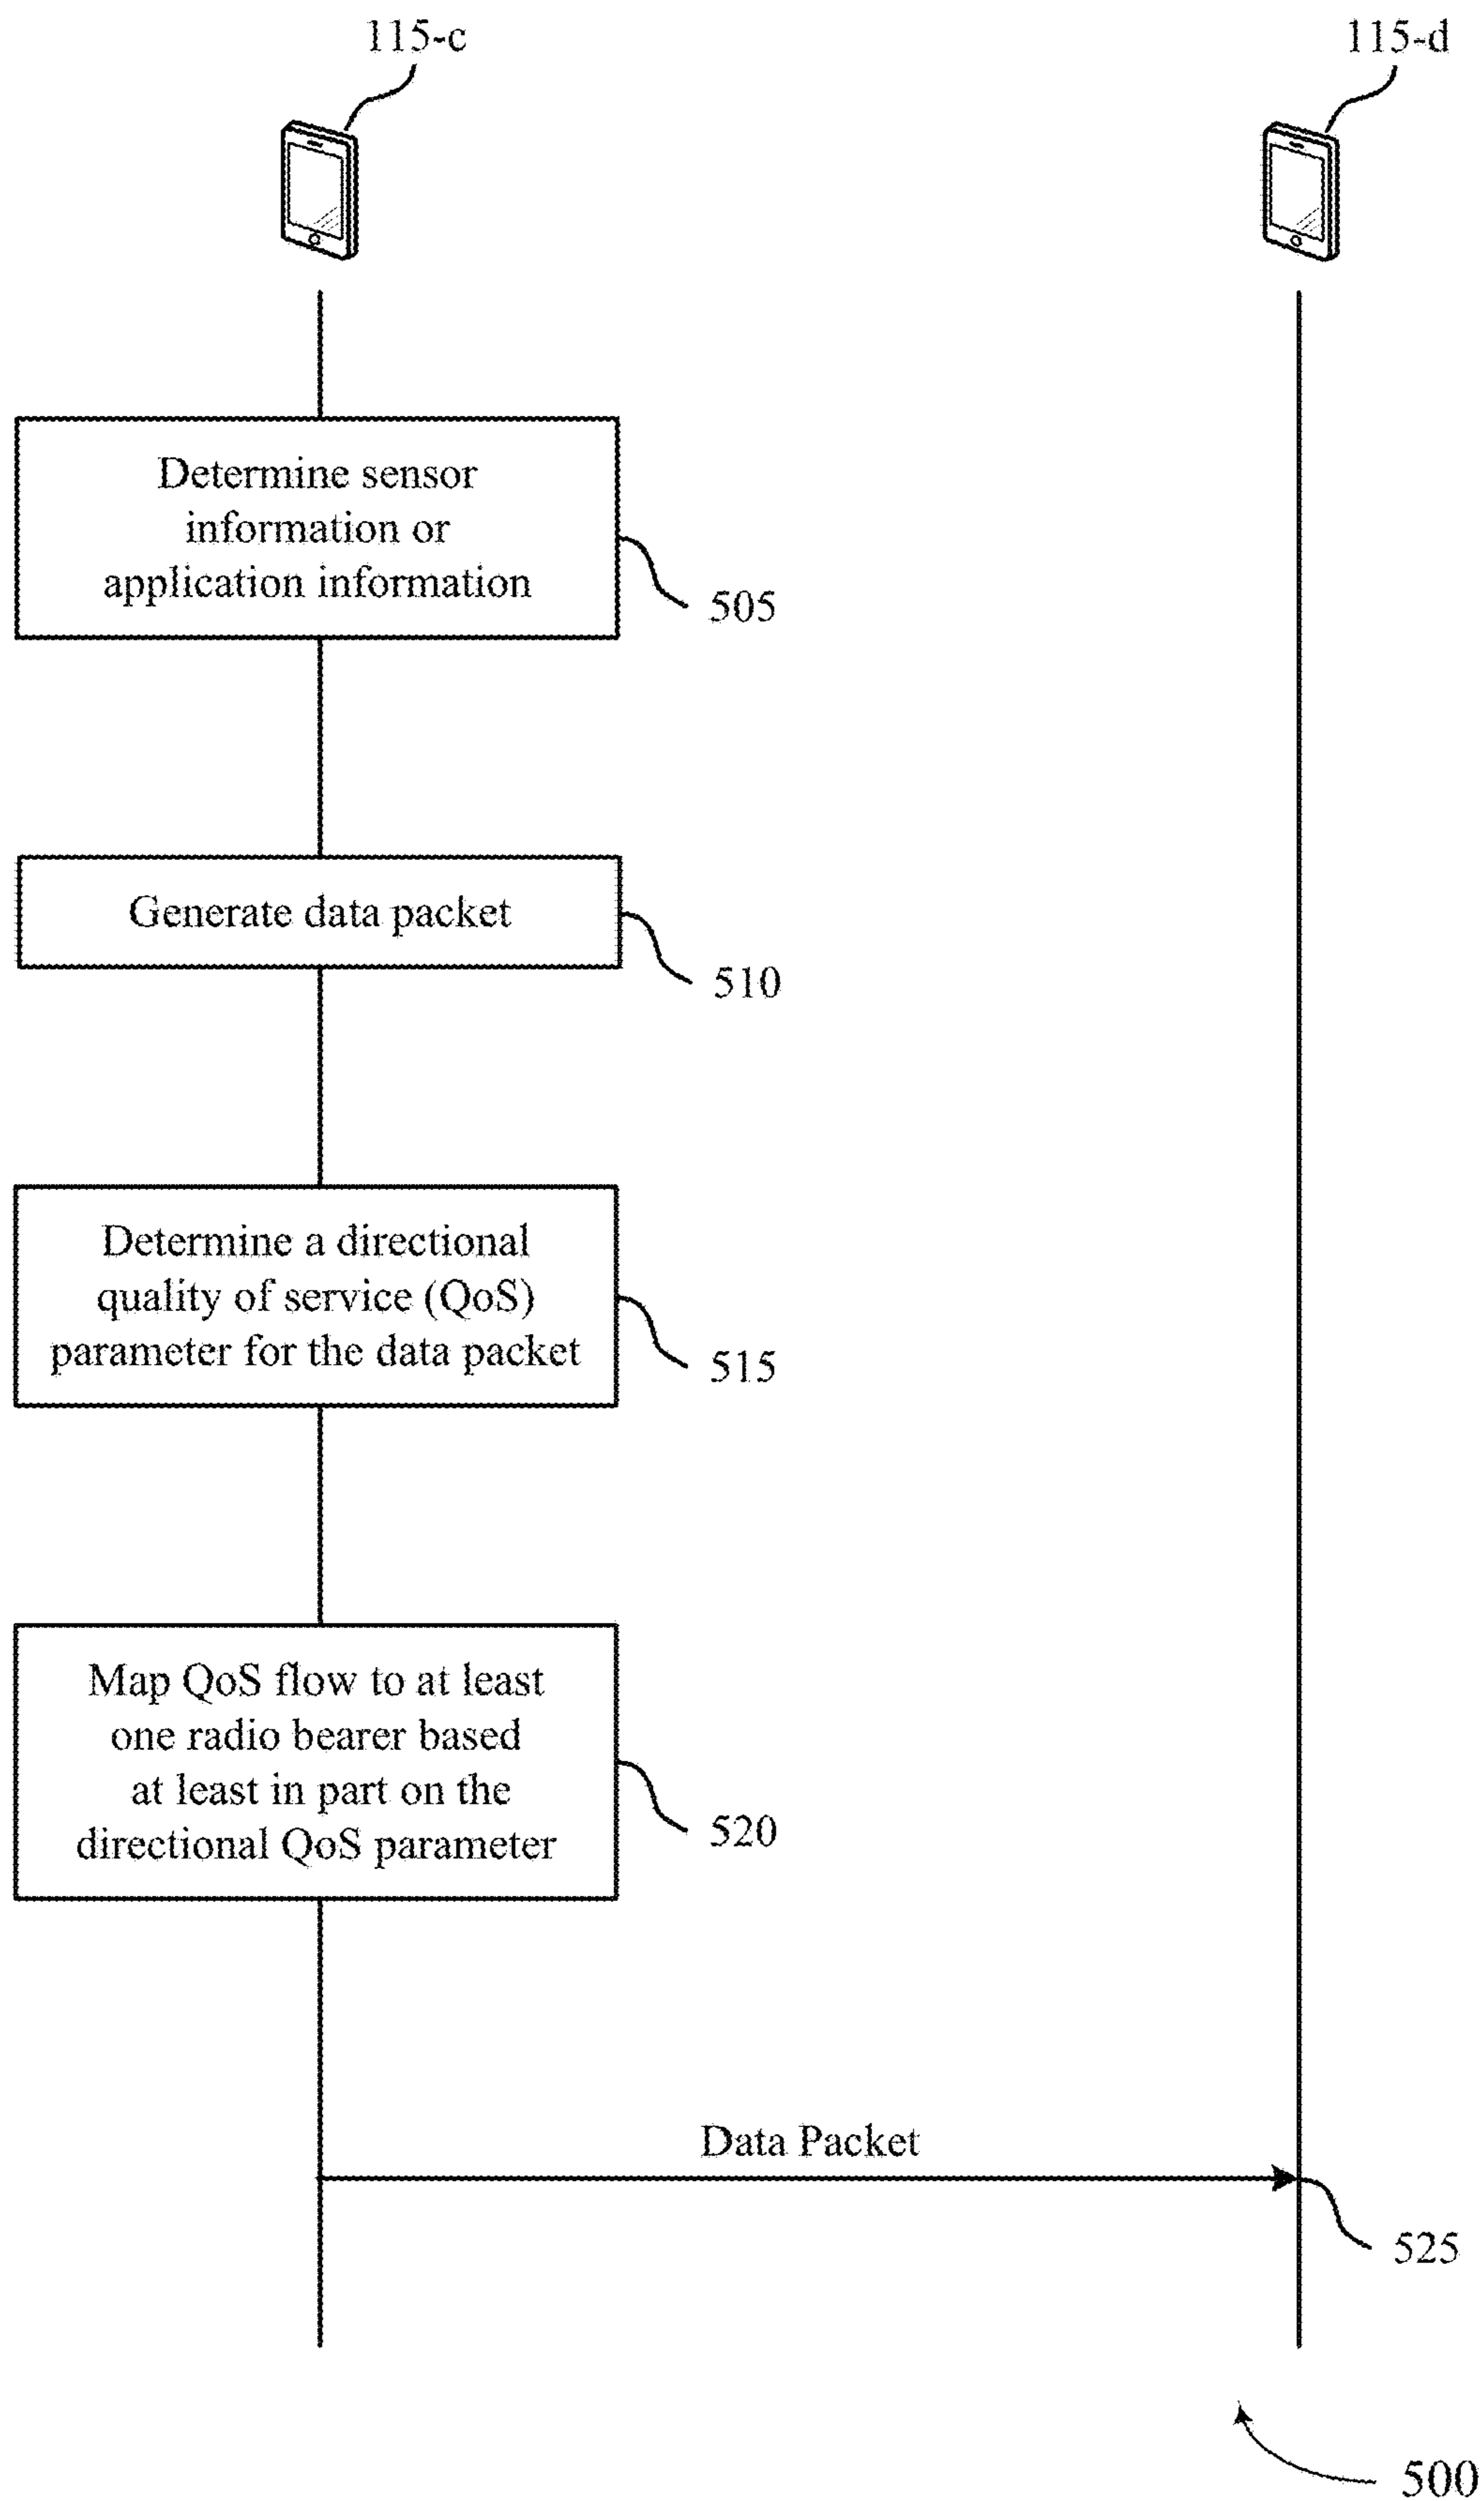 115-c
115-d
Determine sensor
information or
application information
505
Generate data packet
510
Determine a directional
quality of service (QoS)
parameter for the data packet
515
Map QoS flow to at least
one radio bearer based
at least in part on the
directional QoS parameter
520
Data Packet
525
500